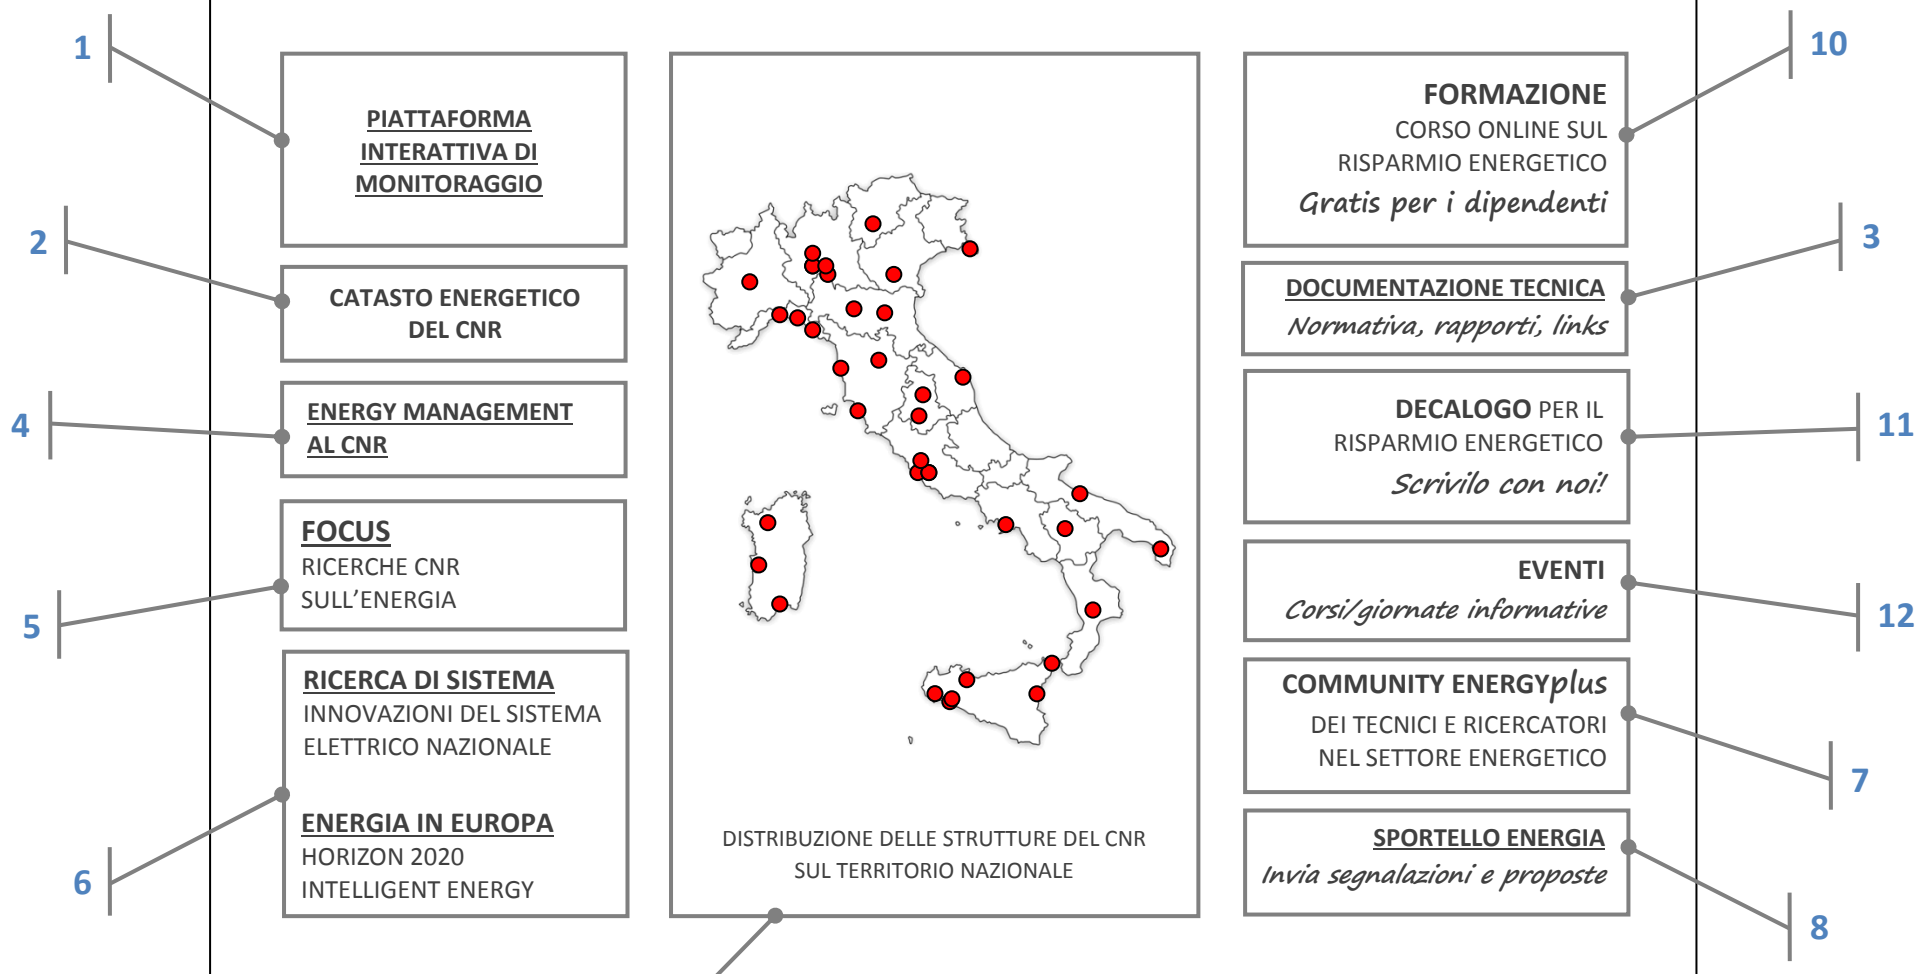 1
PIATTAFORMA
INTERATTIVA DI
MONITORAGGIO
2
CATASTO ENERGETICO
DEL CNR
4
ENERGY MANAGEMENT
AL CNR
5
FOCUS
RICERCHE CNR
SULL'ENERGIA
6
RICERCA DI SISTEMA
INNOVAZIONI DEL SISTEMA
ELETTRICO NAZIONALE
ENERGIA IN EUROPA
HORIZON 2020
INTELLIGENT ENERGY
DISTRIBUZIONE DELLE STRUTTURE DEL CNR
SUL TERRITORIO NAZIONALE
10
FORMAZIONE
CORSO ONLINE SUL
RISPARMIO ENERGETICO
Gratis per i dipendenti
3
DOCUMENTAZIONE TECNICA
Normativa, rapporti, links
11
DECALOGO PER IL
RISPARMIO ENERGETICO
Scrivilo con noi!
12
EVENTI
Corsi/giornate informative
7
COMMUNITY ENERGYplus
DEI TECNICI E RICERCATORI
NEL SETTORE ENERGETICO
8
SPORTELLO ENERGIA
Invia segnalazioni e proposte